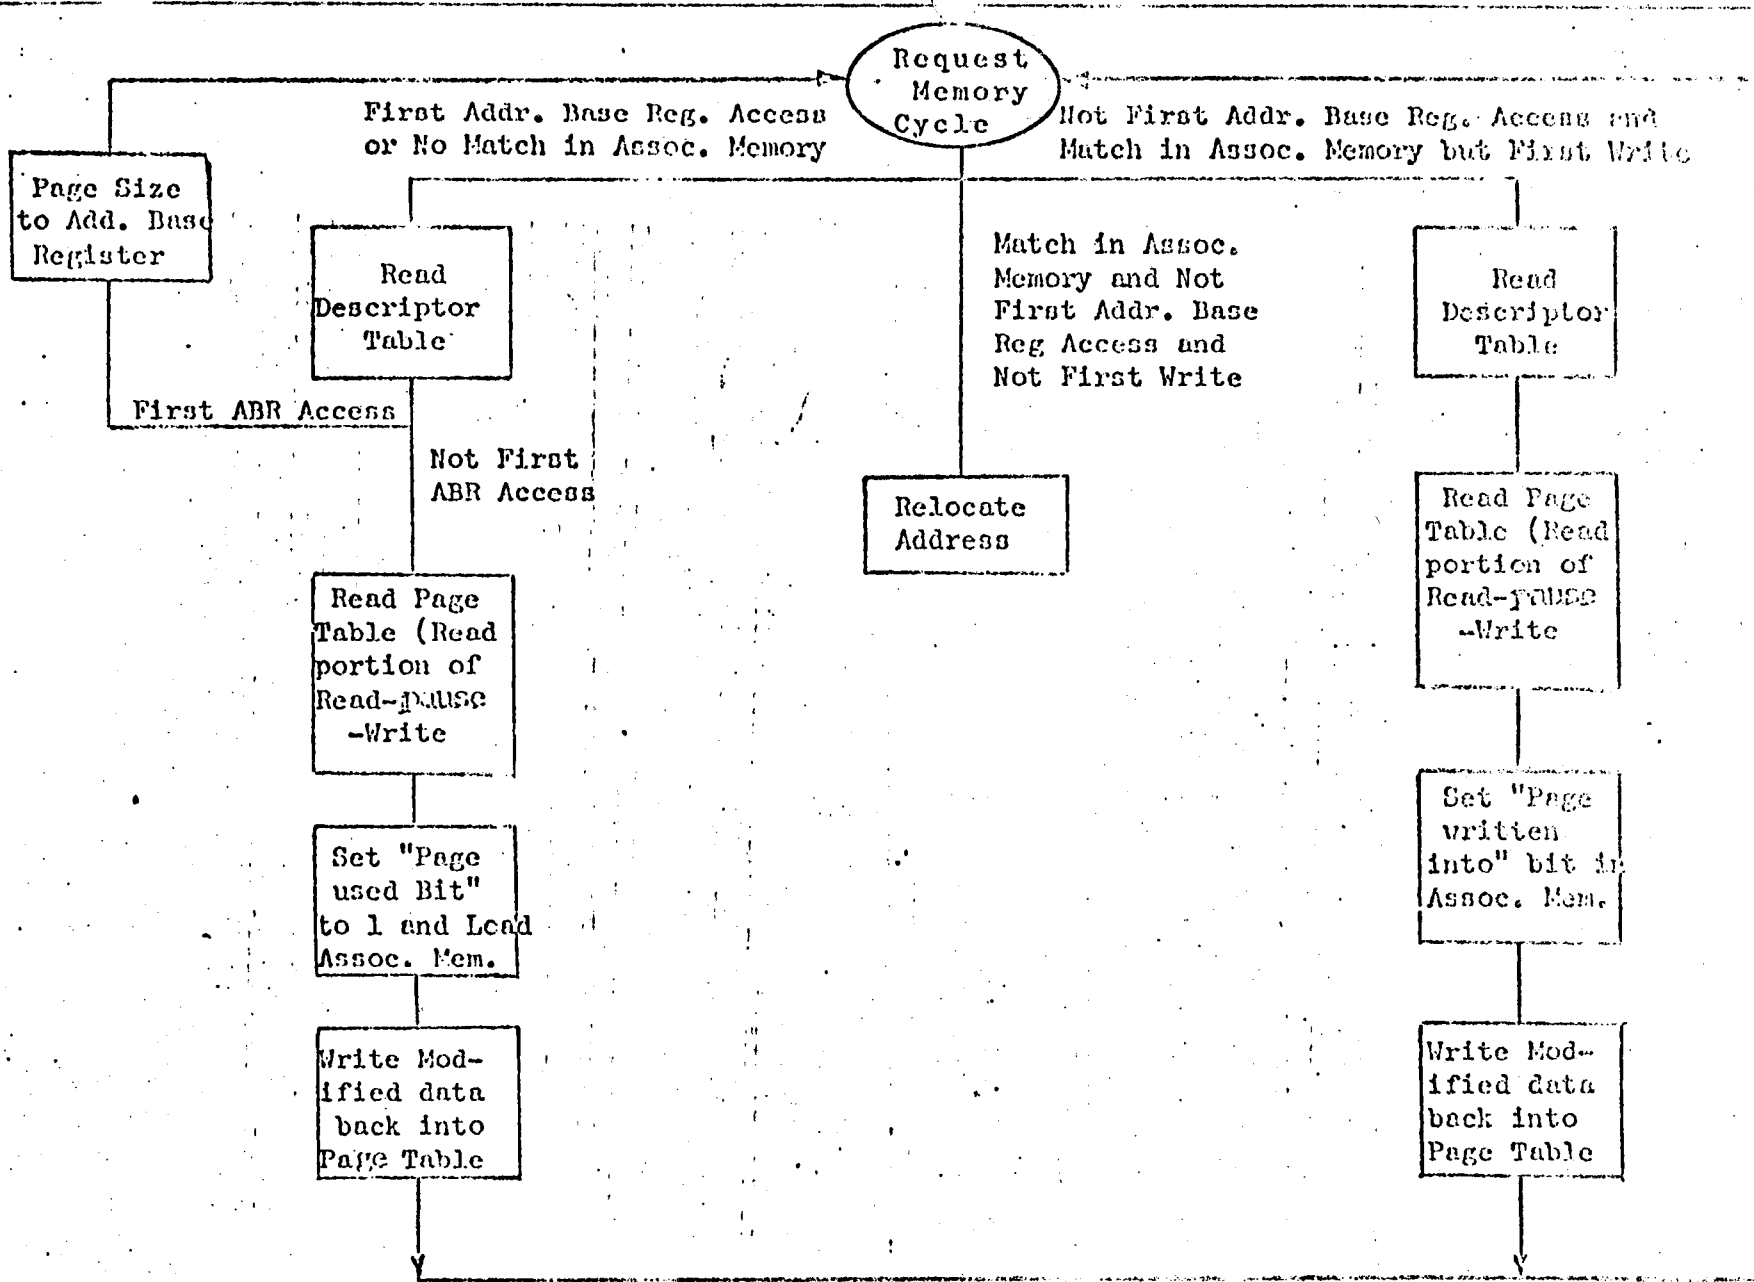 Request
Memory
Cycle
First Addr. Base Reg. Access
or No Match in Assoc. Memory
Not First Addr. Base Reg. Access and
Match in Assoc. Memory but First Write
Page Size
to Add. Base
Register
Read
Descriptor
Table
First ABR Access
Not First
ABR Access
Match in Assoc.
Memory and Not
First Addr. Base
Reg Access and
Not First Write
Relocate
Address
Read
Descriptor
Table
Read Page
Table (Read
portion of
Read-pause
-Write
Set "Page
used Bit"
to 1 and Load
Assoc. Mem.
Write Mod-
ified data
back into
Page Table
Read Page
Table (Read
portion of
Read-pause
-Write
Set "Page
written
into" bit in
Assoc. Mem.
Write Mod-
ified data
back into
Page Table